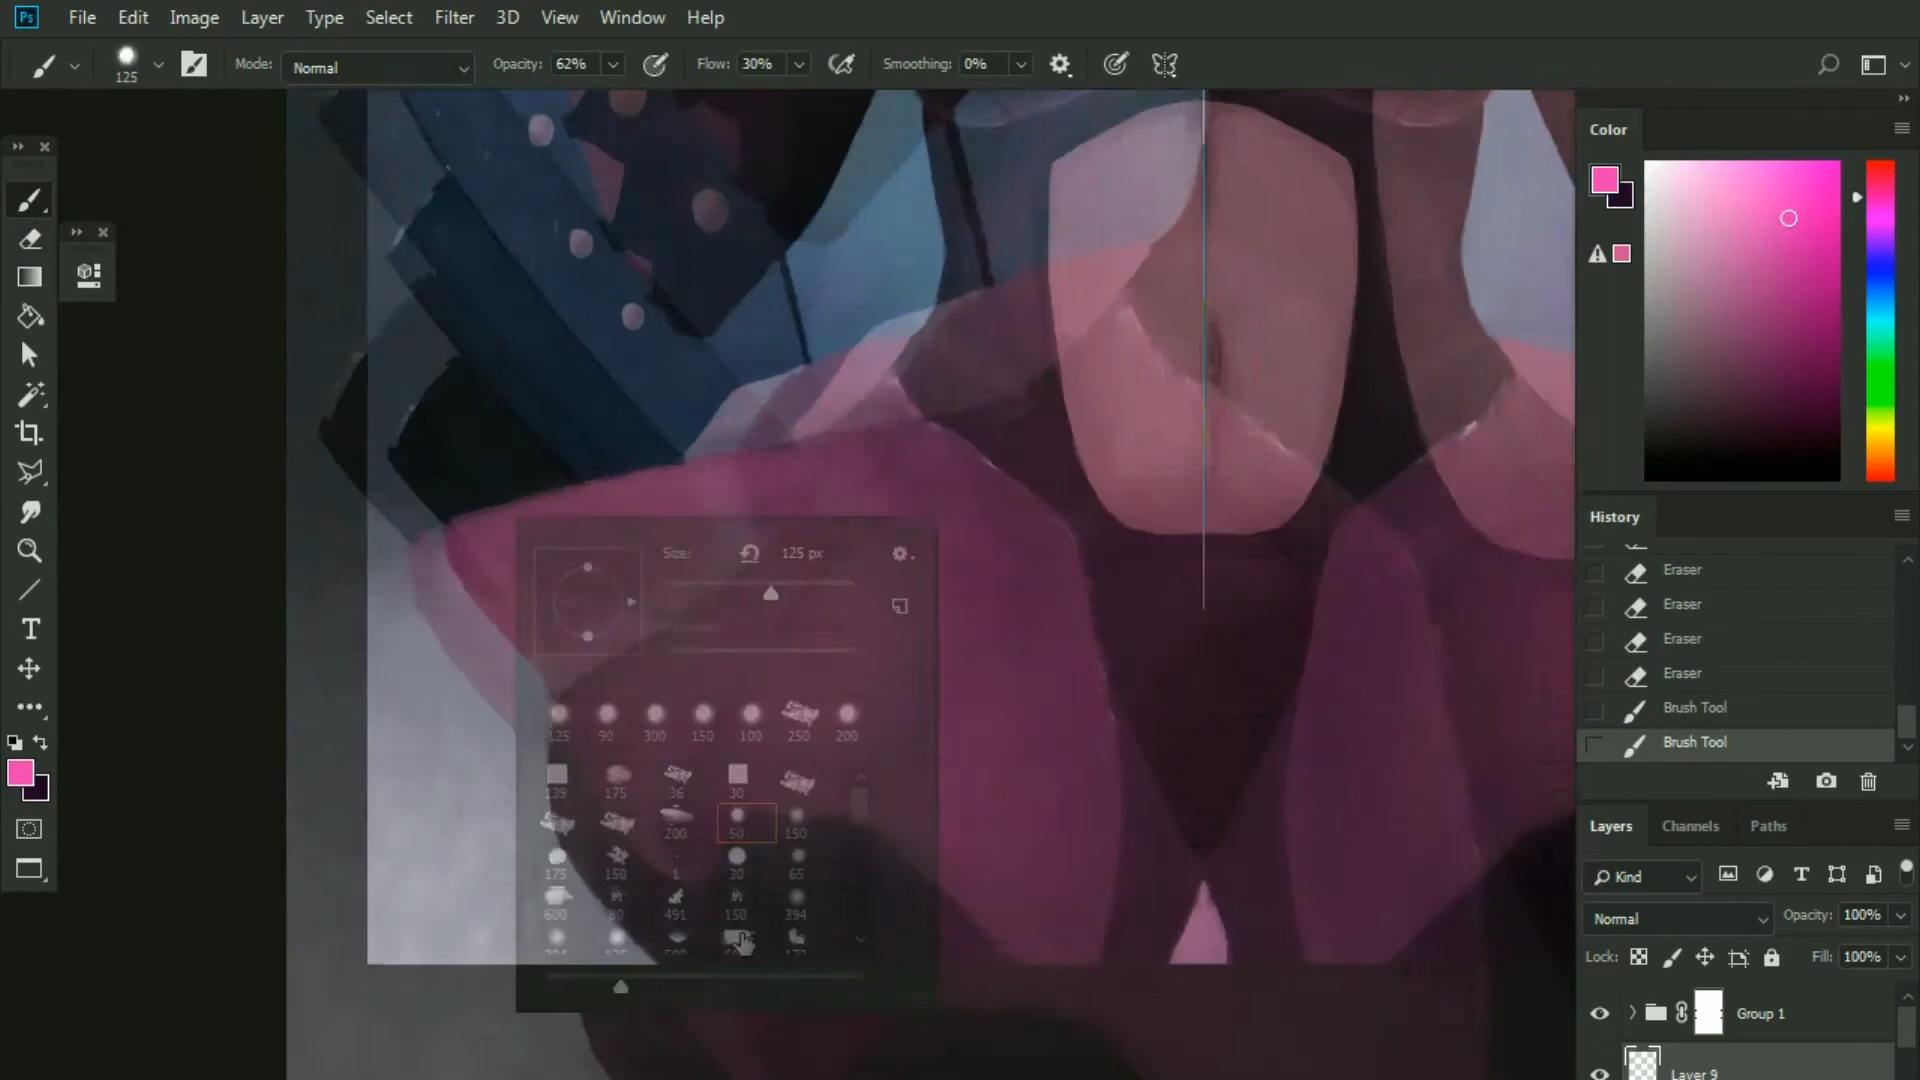 Ps File Edit Image Layer Type Select Filter 3D View Window Help
125 Mode: Normal Opacity: 62% Flow: 30% Smoothing: 0%
Color
History
Eraser
Eraser
Eraser
Eraser
Brush Tool
Brush Tool
Size: 125 px
125 90 300 150 100 250 200
139 175 36 30
200 50 150
175 150 1 30 65
600 80 491 150 394
T
Layers Channels Paths
Kind
Normal Opacity: 100%
Lock: Fill: 100%
Group 1
Layer 9